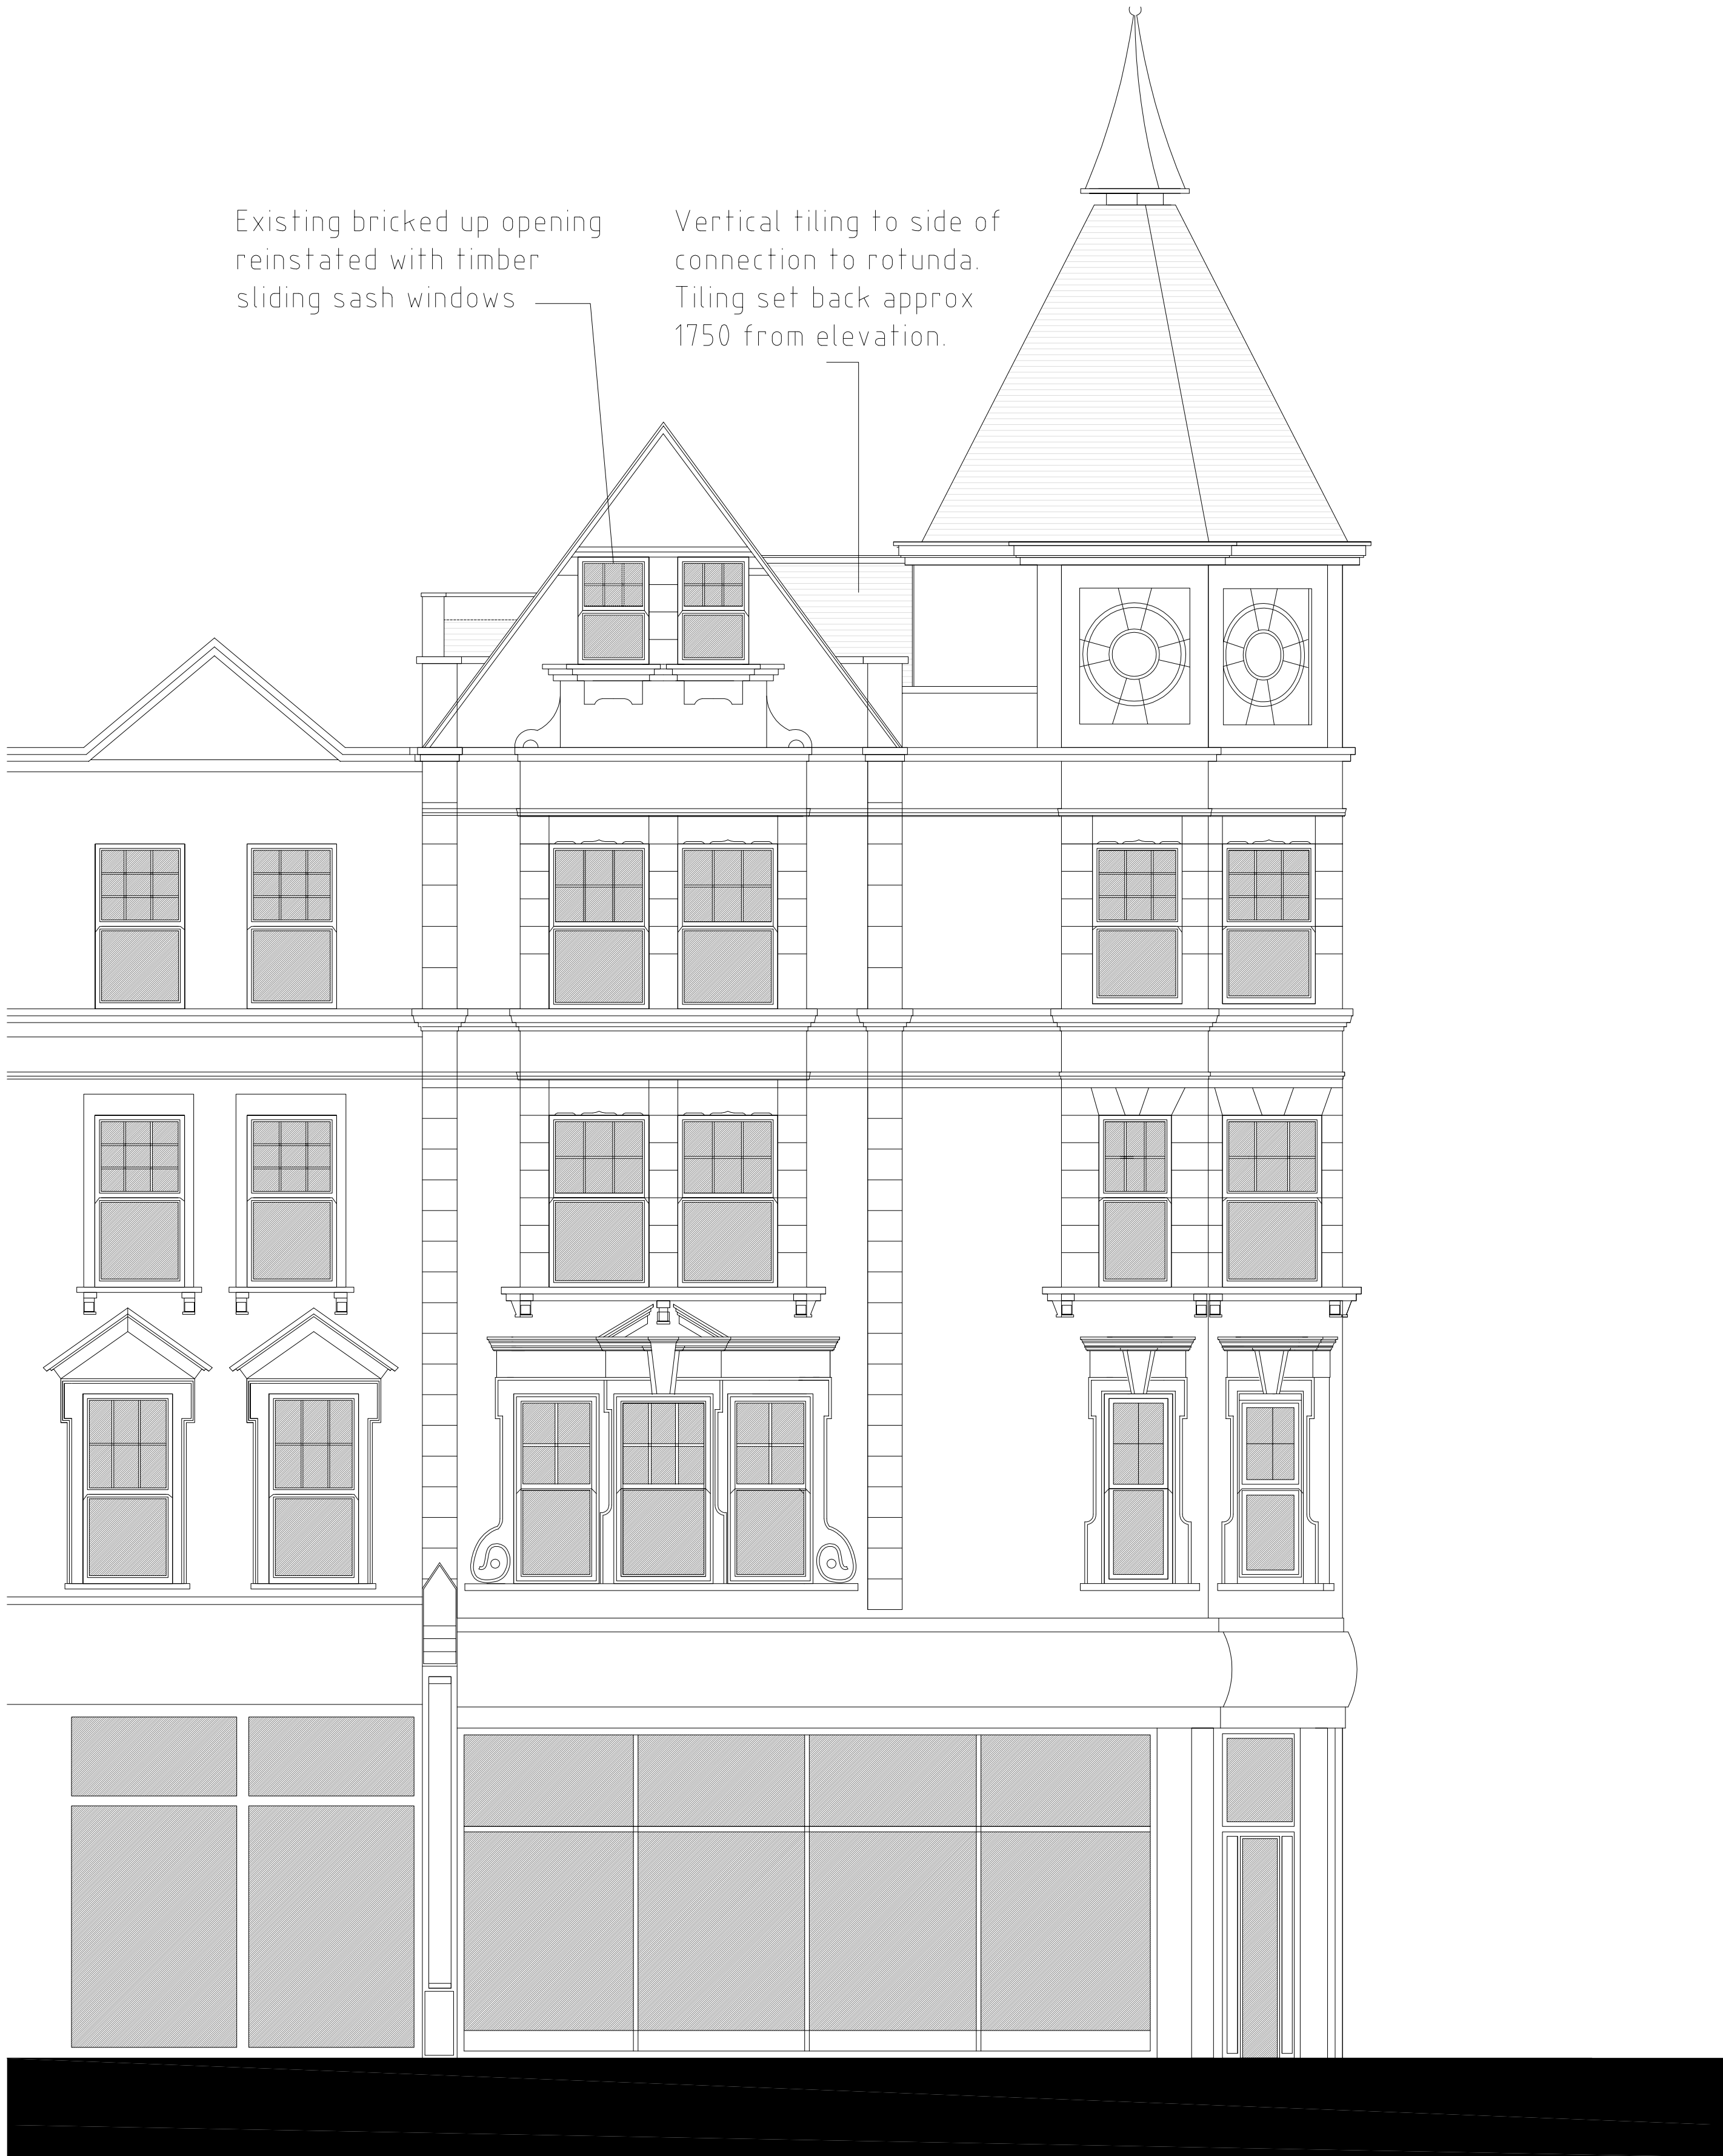 Existing bricked up opening
reinstated with timber
sliding sash windows
Vertical tiling to side of
connection to rotunda.
Tiling set back approx
1750 from elevation.